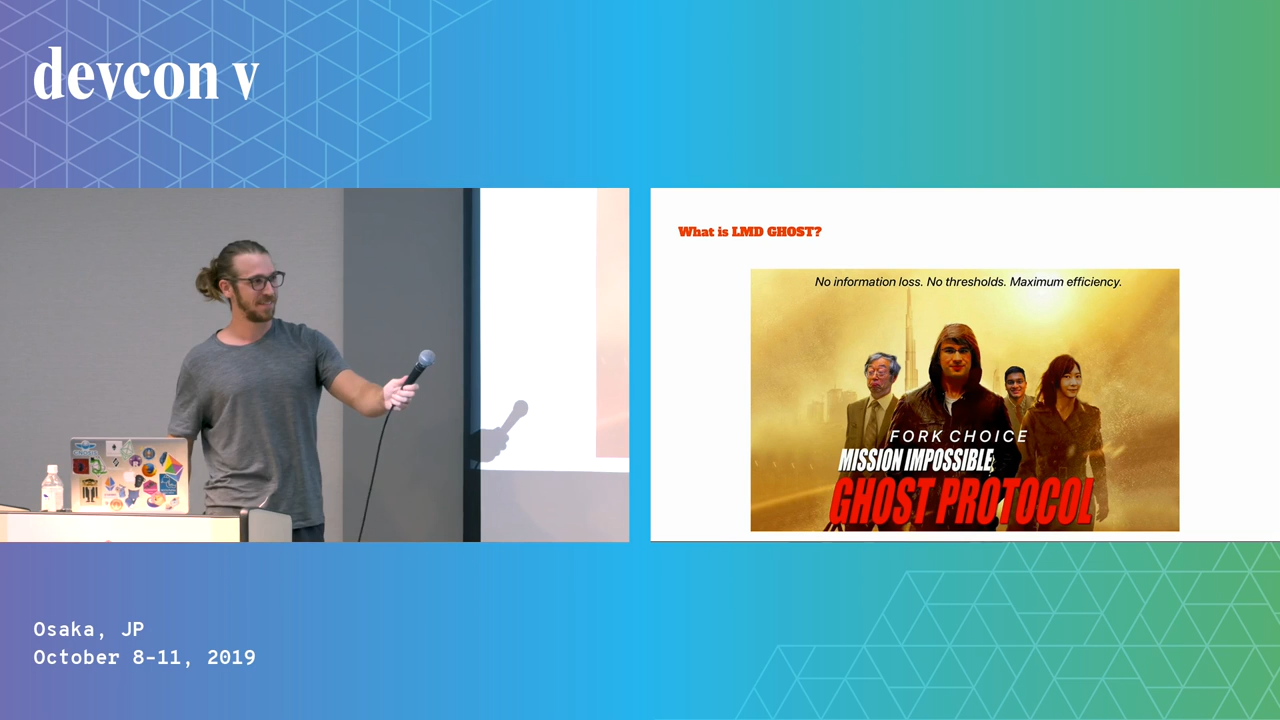 devcon v
What is LMD GHOST?
No information loss. No thresholds. Maximum efficiency.
FORK CHOICE
MISSION IMPOSSIBLE
GHOST PROTOCOL
Osaka, JP
October 8-11, 2019